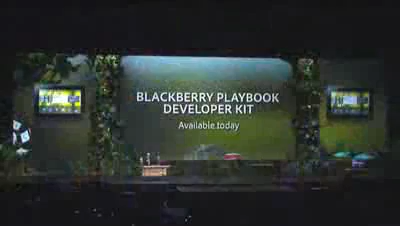 BLACKBERRY PLAYBOOK
DEVELOPER KIT
Available today